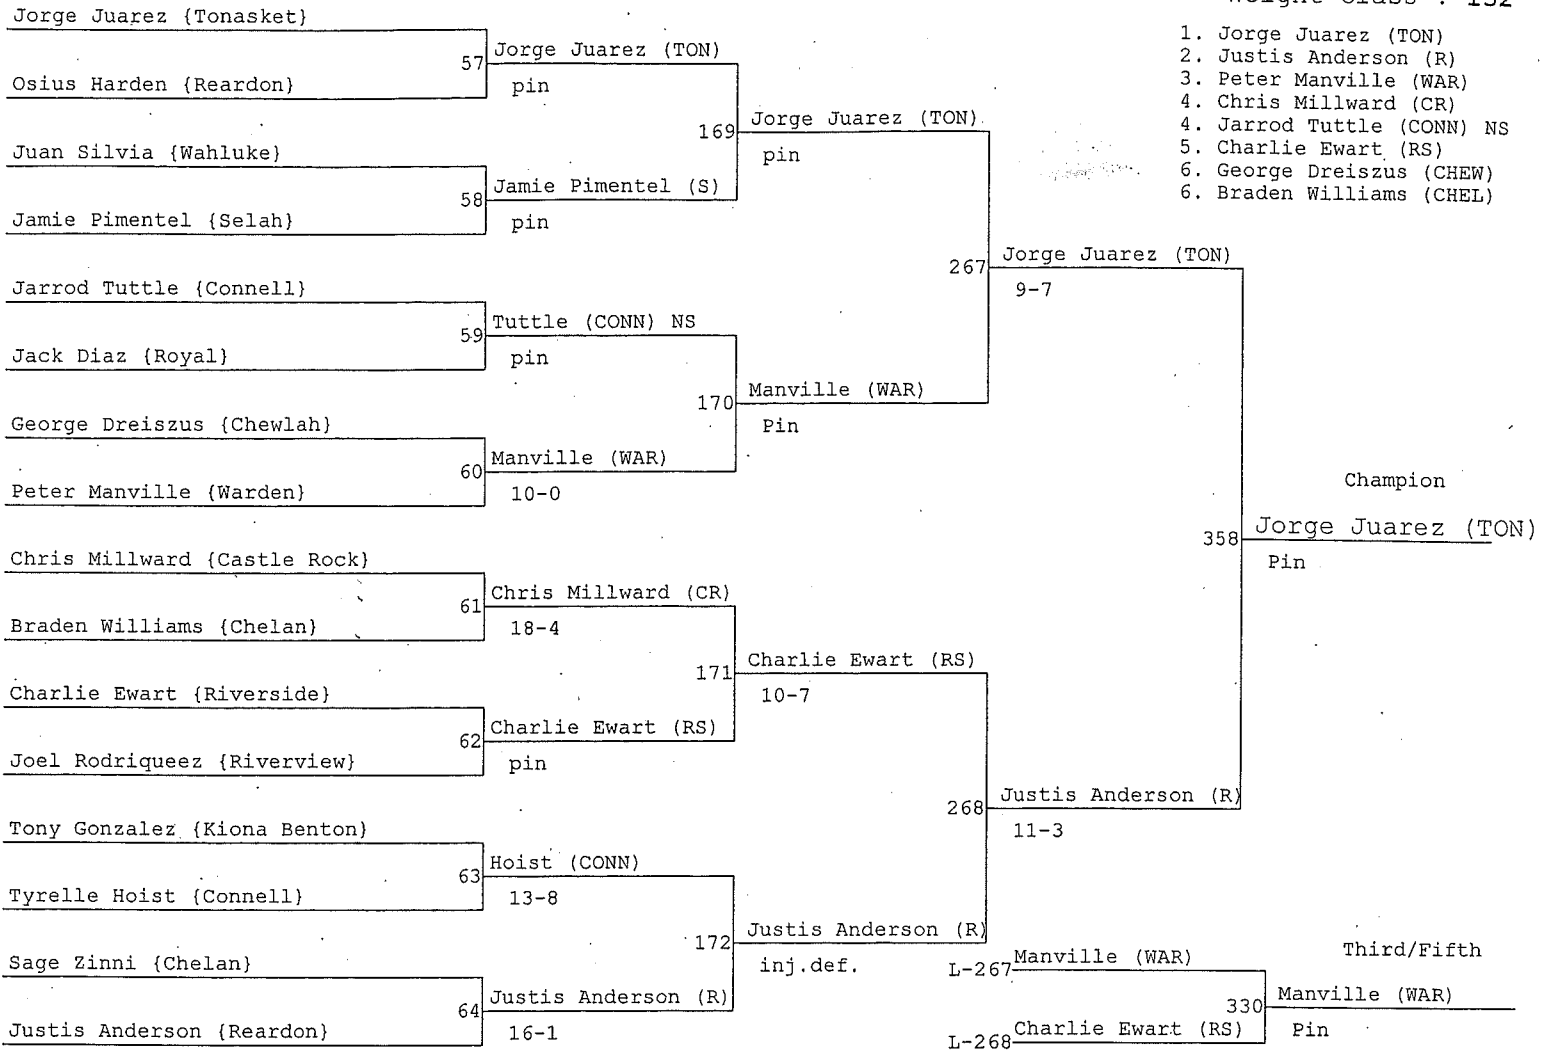 Weight Class : 132
1. Jorge Juarez (TON)
2. Justis Anderson (R)
3. Peter Manville (WAR)
4. Chris Millward (CR)
4. Jarrod Tuttle (CONN) NS
5. Charlie Ewart (RS)
6. George Dreiszus (CHEW)
6. Braden Williams (CHEL)
Jorge Juarez {Tonasket}
57
Jorge Juarez (TON)
pin
Osius Harden {Reardon}
169
Jorge Juarez (TON)
pin
Juan Silvia {Wahluke}
58
Jamie Pimentel (S)
pin
Jamie Pimentel {Selah}
267
Jorge Juarez (TON)
9-7
Jarrod Tuttle {Connell}
59
Tuttle (CONN) NS
pin
Jack Diaz {Royal}
170
Manville (WAR)
Pin
George Dreiszus {Chewlah}
60
Manville (WAR)
10-0
Peter Manville {Warden}
Champion
358
Jorge Juarez (TON)
Pin
Chris Millward {Castle Rock}
61
Chris Millward (CR)
18-4
Braden Williams {Chelan}
171
Charlie Ewart (RS)
10-7
Charlie Ewart {Riverside}
62
Charlie Ewart (RS)
pin
Joel Rodriqueez {Riverview}
268
Justis Anderson (R)
11-3
Tony Gonzalez {Kiona Benton}
63
Hoist (CONN)
13-8
Tyrelle Hoist {Connell}
172
Justis Anderson (R)
inj.def.
Sage Zinni {Chelan}
64
Justis Anderson (R)
16-1
Justis Anderson {Reardon}
Third/Fifth
L-267
Manville (WAR)
330
Manville (WAR)
Pin
L-268
Charlie Ewart (RS)